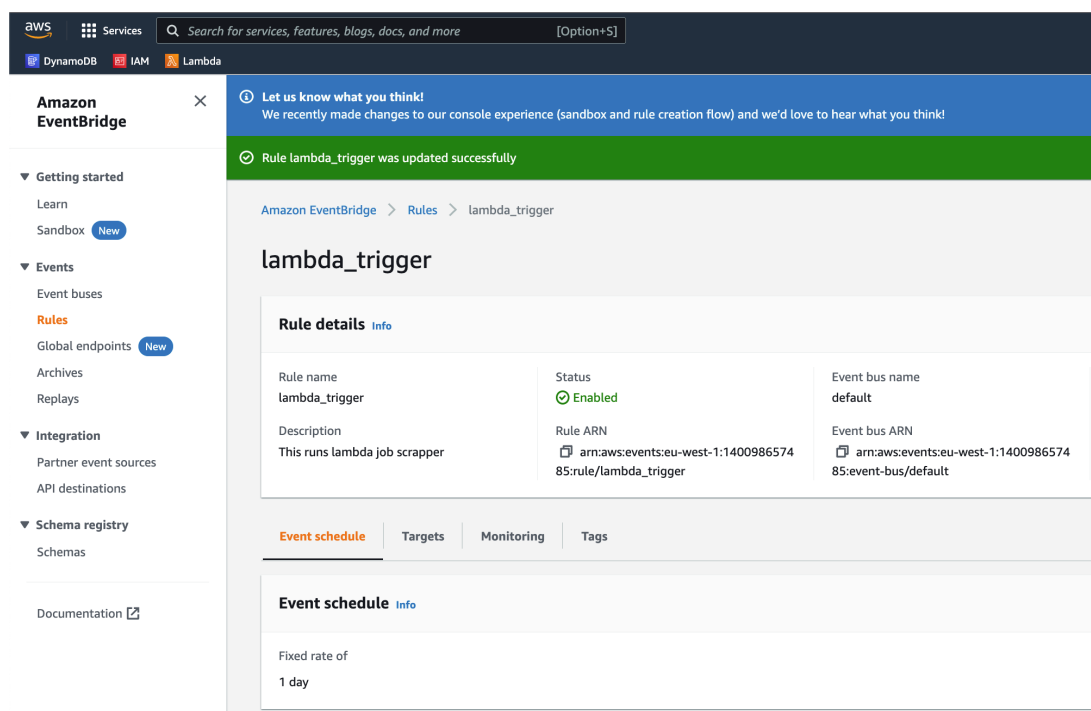 aws
Services
Search for services, features, blogs, docs, and more
[Option+S]
DynamoDB
IAM
Lambda
Amazon
EventBridge
Getting started
Learn
Sandbox New
Events
Event buses
Rules
Global endpoints New
Archives
Replays
Integration
Partner event sources
API destinations
Schema registry
Schemas
Documentation
Let us know what you think!
We recently made changes to our console experience (sandbox and rule creation flow) and we'd love to hear what you think!
Rule lambda_trigger was updated successfully
Amazon EventBridge > Rules > lambda_trigger
lambda_trigger
Rule details Info
Rule name
lambda_trigger
Description
This runs lambda job scrapper
Status
Enabled
Rule ARN
arn:aws:events:eu-west-1:1400986574
85:rule/lambda_trigger
Event bus name
default
Event bus ARN
arn:aws:events:eu-west-1:1400986574
85:event-bus/default
Event schedule
Targets
Monitoring
Tags
Event schedule Info
Fixed rate of
1 day